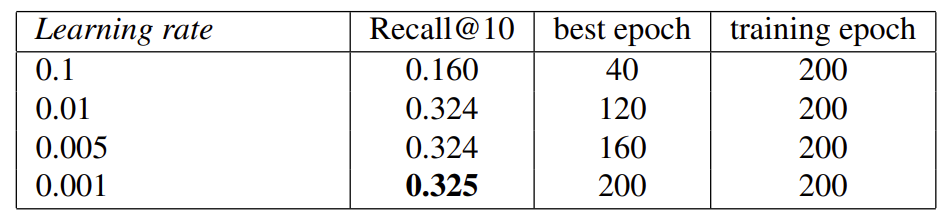 Learning rate Recall@10 best epoch training epoch
0.1 0.160 40 200
0.01 0.324 120 200
0.005 0.324 160 200
0.001 0.325 200 200